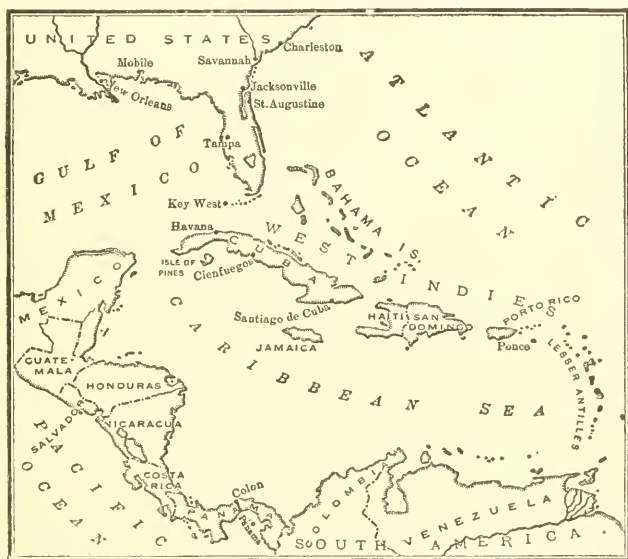 UNITED STATES
Charleston
Savannah
Mobile
New Orleans
Jacksonville
St. Augustine
ATLANTIC
OCEAN
GULF OF
MEXICO
Tampa
Key West
BAHAMA IS.
Havana
WEST INDIES
CUBA
ISLE OF
PINES
Cienfuegos
Santiago de Cuba
HAITI
SAN
DOMINGO
PORTO RICO
Ponce
JAMAICA
LESSER ANTILLES
CARIBBEAN SEA
MEXICO
GUATE
MALA
HONDURAS
SALVADOR
NICARAGUA
COSTA
RICA
PANAMA
Colon
Panama
PACIFIC
OCEAN
COLOMBIA
VENEZUELA
SOUTH AMERICA